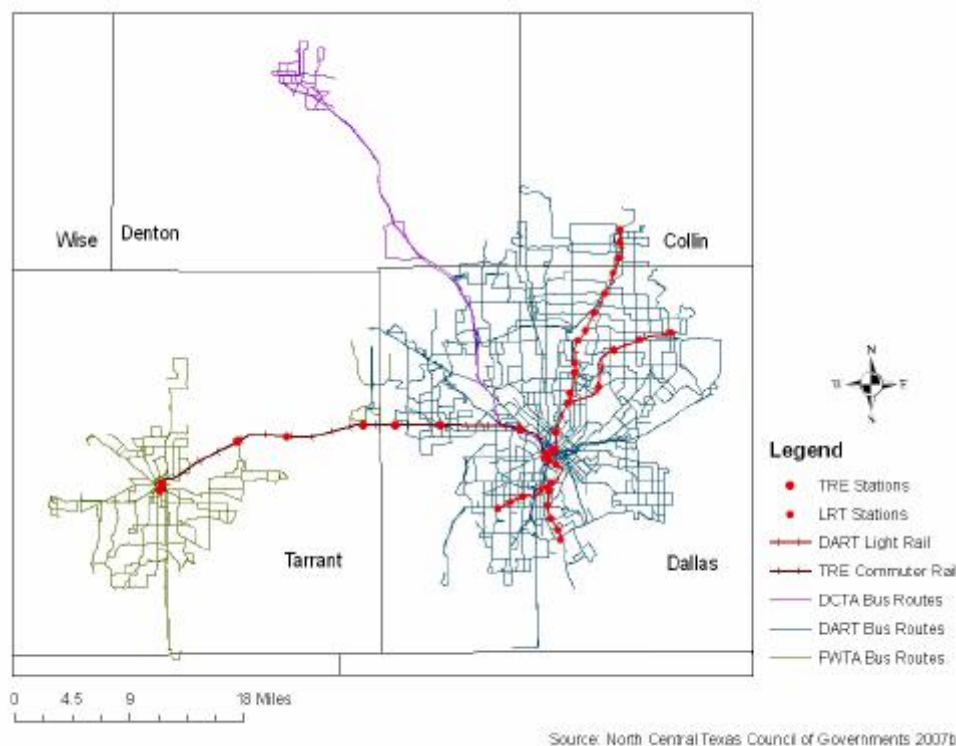 Wise
Denton
Collin
Tarrant
Dallas
N
E
S
Legend
TRE Stations
LRT Stations
DART Light Rail
TRE Commuter Rail
DCTA Bus Routes
DART Bus Routes
FWTA Bus Routes
0 4.5 9 18 Miles
Source: North Central Texas Council of Governments 2007b